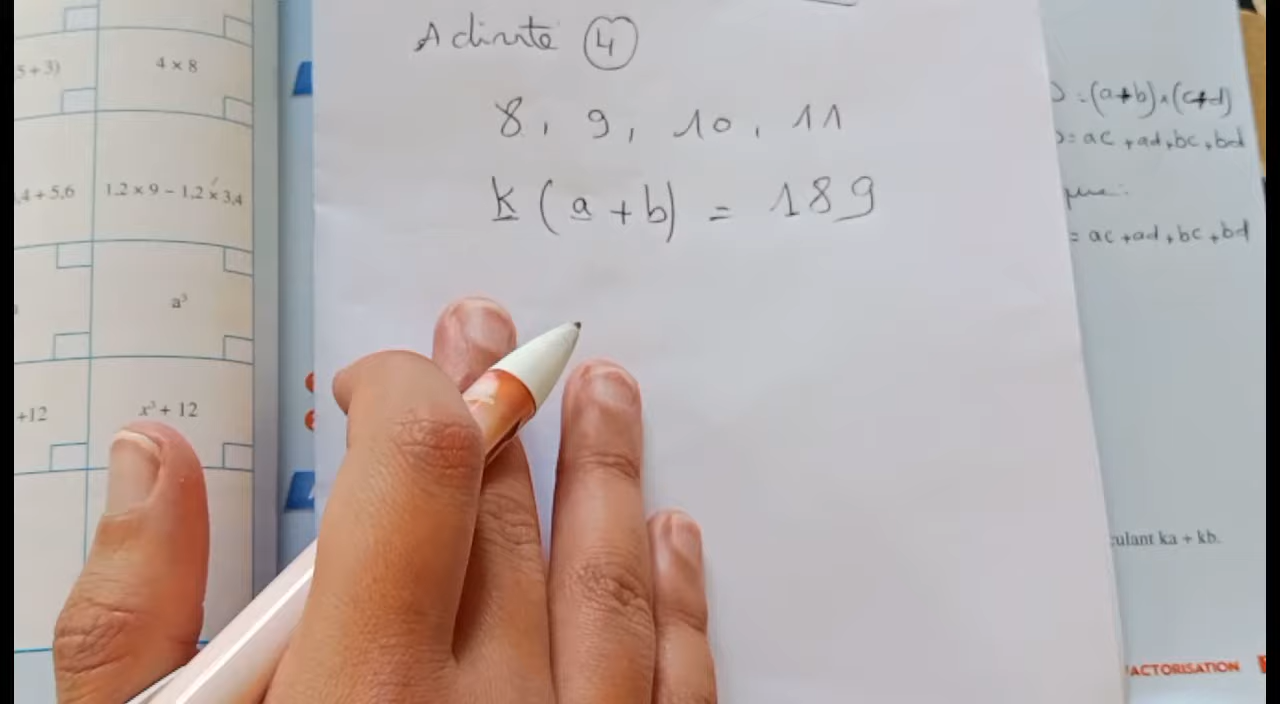 5 + 3)
4 × 8
,4 + 5,6
1,2 × 9 – 1,2 × 3,4
a³
+12
x³ + 12
Activité 4
8, 9, 10, 11
k (a + b) = 189
= (a+b) × (c+d)
= ac + ad + bc + bd
que :
= ac + ad + bc + bd
culant ka + kb.
ACTORISATION